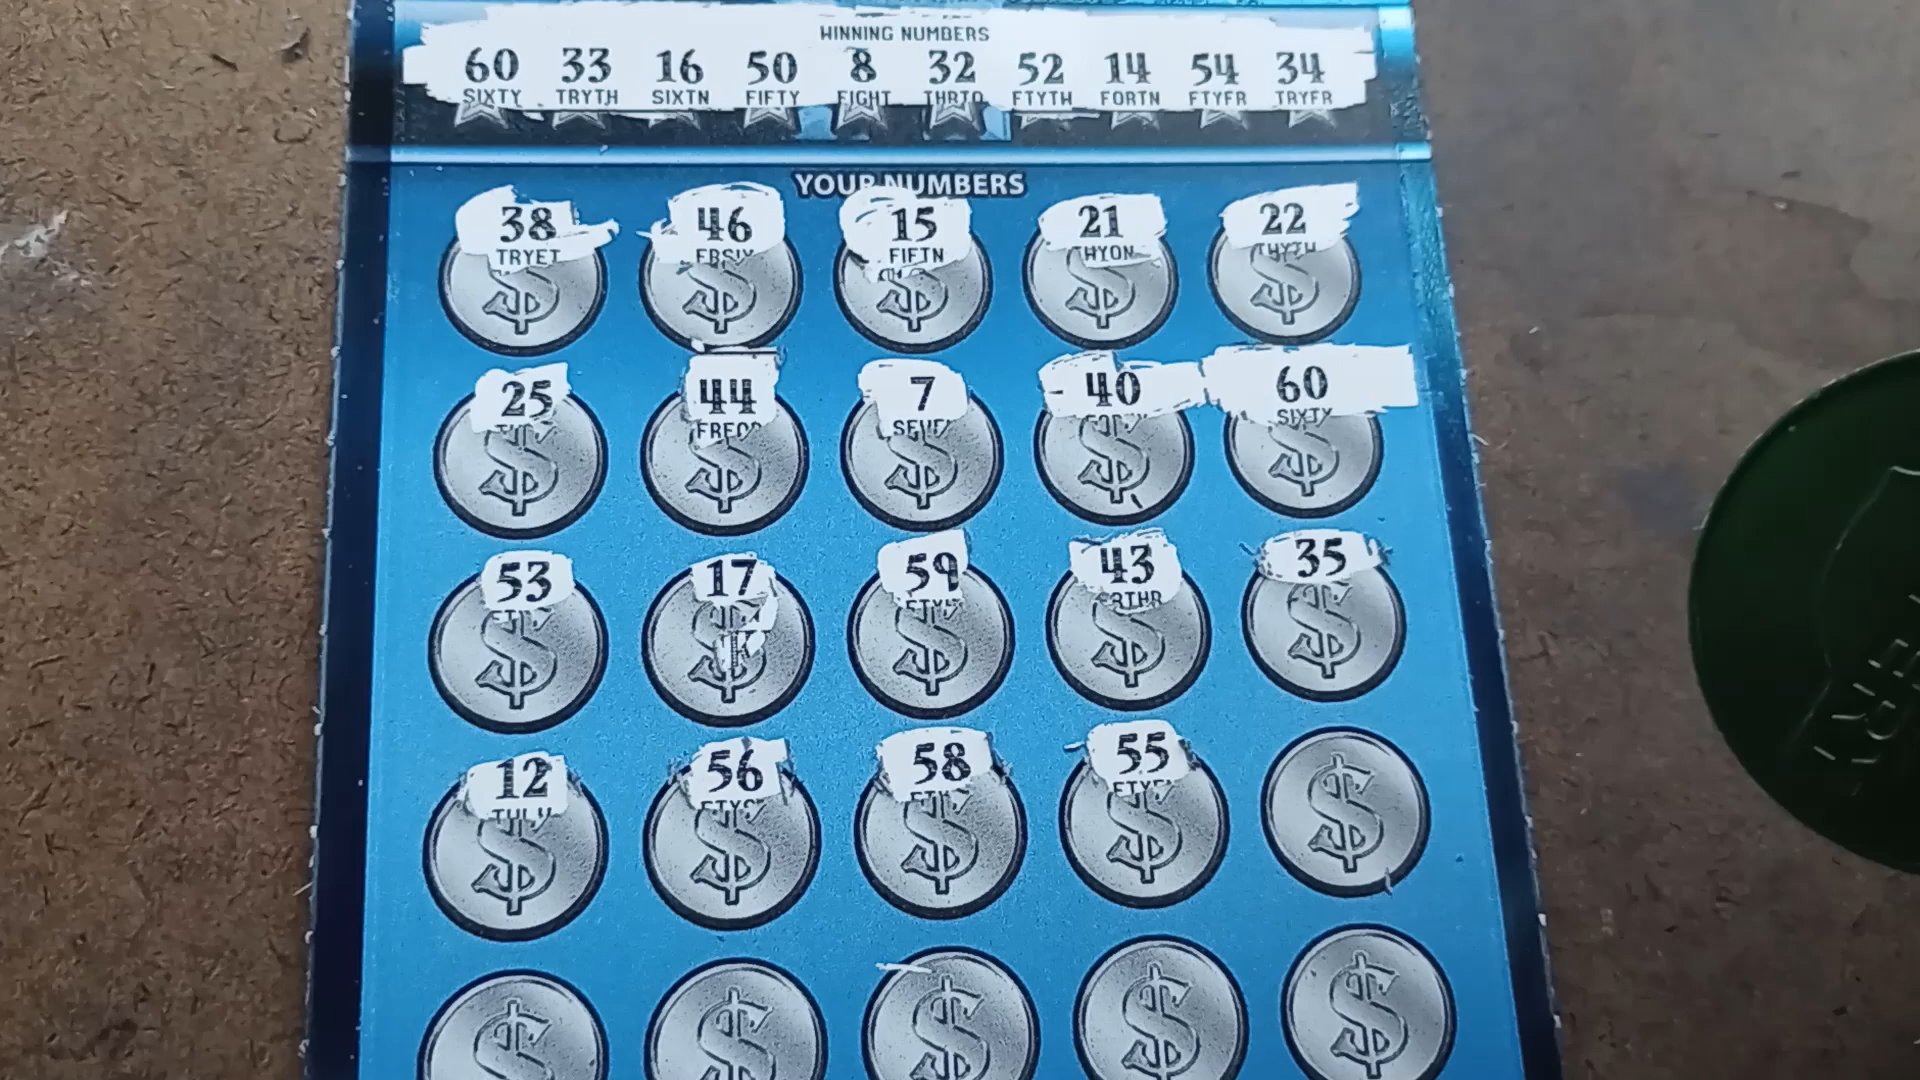 WINNING NUMBERS
60 33 16 50 8 32 52 14 54 34
SIXTY TRYTH SIXTN FIFTY EIGHT THRTO FTYTW FORTN FTYFR TRYFR
YOUR NUMBERS
38 46 15 21 22
TRYET FRSIX FIFTN
25 44 7 40 60
SIXTY
53 17 59 43 35
12 56 58 55